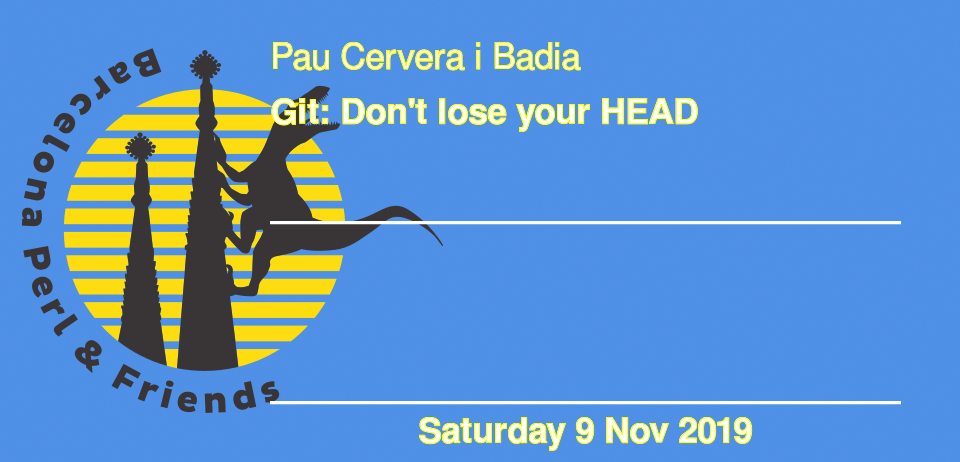 Pau Cervera i Badia
Git: Don't lose your HEAD
Barcelona Perl & Friends
Saturday 9 Nov 2019